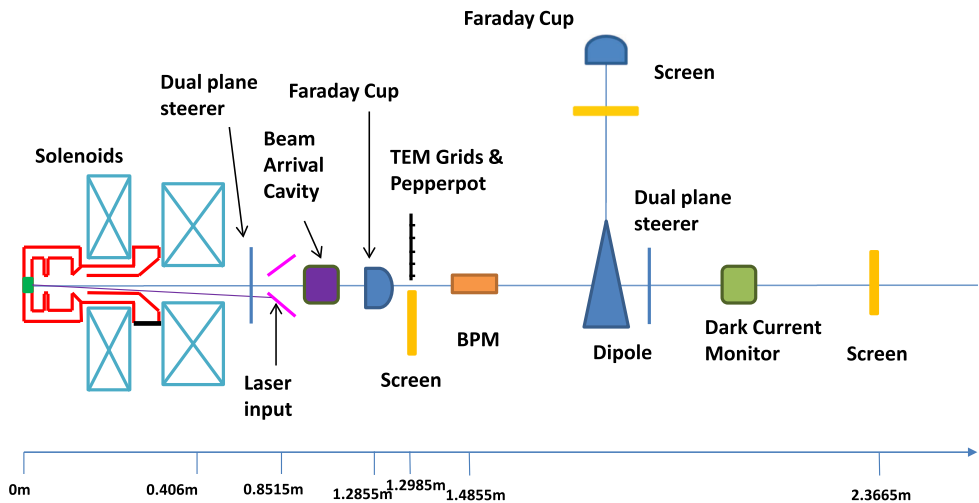 Faraday Cup
Screen
Dual plane
steerer
Faraday Cup
Beam
Arrival
Cavity
TEM Grids &
Pepperpot
Solenoids
Dual plane
steerer
BPM
Dipole
Dark Current
Monitor
Screen
Screen
Laser
input
0m
0.406m
0.8515m
1.2855m
1.2985m
1.4855m
2.3665m